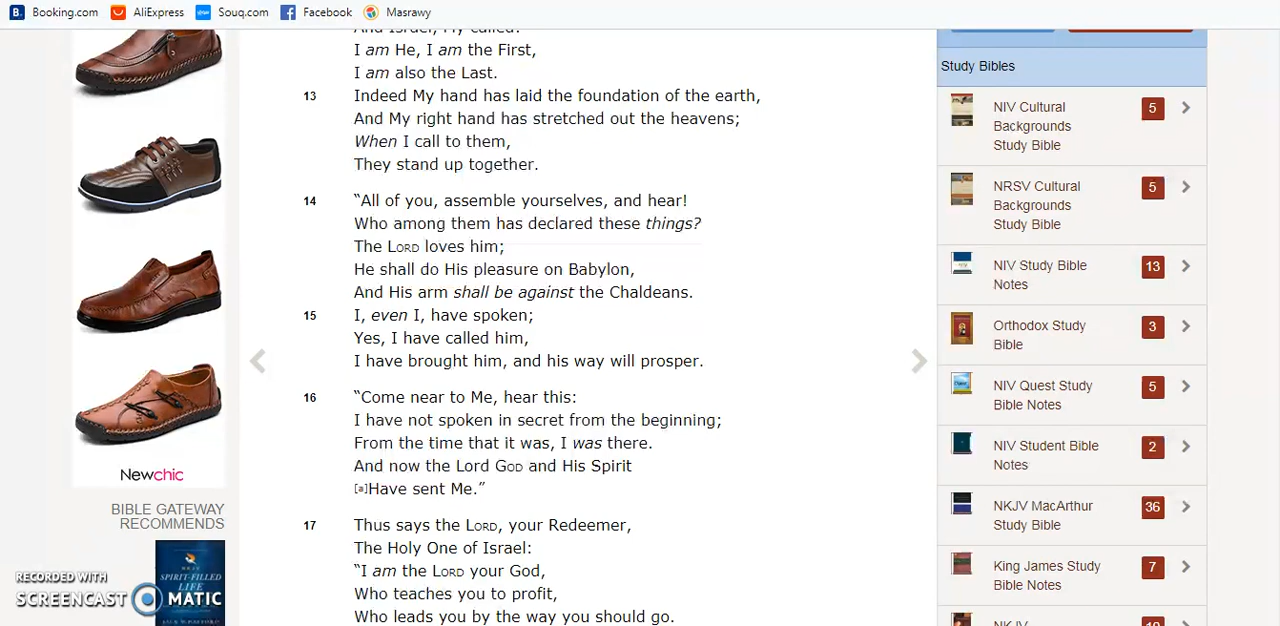 Booking.com AliExpress Souq.com Facebook Masrawy
And Israel, My called:
I am He, I am the First,
I am also the Last.
13 Indeed My hand has laid the foundation of the earth,
And My right hand has stretched out the heavens;
When I call to them,
They stand up together.
14 “All of you, assemble yourselves, and hear!
Who among them has declared these things?
The LORD loves him;
He shall do His pleasure on Babylon,
And His arm shall be against the Chaldeans.
15 I, even I, have spoken;
Yes, I have called him,
I have brought him, and his way will prosper.
16 “Come near to Me, hear this:
I have not spoken in secret from the beginning;
From the time that it was, I was there.
And now the Lord GOD and His Spirit
[a]Have sent Me.”
17 Thus says the LORD, your Redeemer,
The Holy One of Israel:
“I am the LORD your God,
Who teaches you to profit,
Who leads you by the way you should go.
Newchic
BIBLE GATEWAY
RECOMMENDS
SPIRIT-FILLED
LIFE
RECORDED WITH
SCREENCAST MATIC
Study Bibles
NIV Cultural
Backgrounds
Study Bible
5
NRSV Cultural
Backgrounds
Study Bible
5
NIV Study Bible
Notes
13
Orthodox Study
Bible
3
NIV Quest Study
Bible Notes
5
NIV Student Bible
Notes
2
NKJV MacArthur
Study Bible
36
King James Study
Bible Notes
7
NKJV